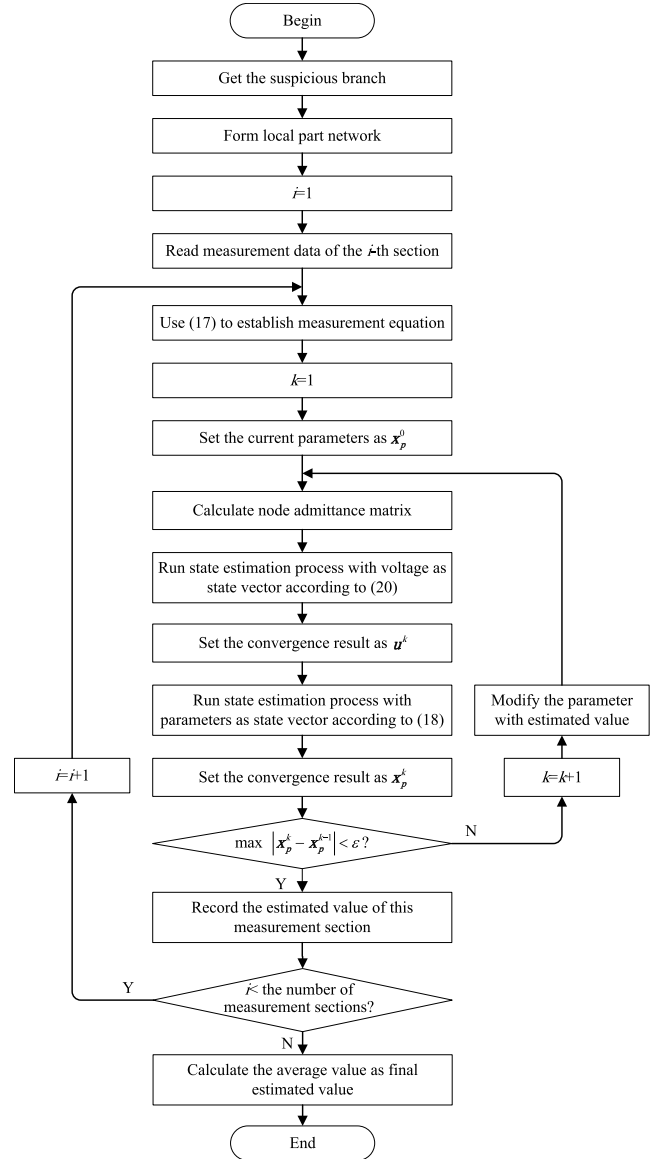 Begin
Get the suspicious branch
Form local part network
i=1
Read measurement data of the i-th section
Use (17) to establish measurement equation
k=1
Set the current parameters as x_p^0
Calculate node admittance matrix
Run state estimation process with voltage as
state vector according to (20)
Set the convergence result as u^k
Run state estimation process with
parameters as state vector according to (18)
Modify the parameter
with estimated value
i=i+1
Set the convergence result as x_p^k
k=k+1
max |x_p^k − x_p^{k-1}| < ε ?
N
Y
Record the estimated value of this
measurement section
Y
i< the number of
measurement sections?
N
Calculate the average value as final
estimated value
End